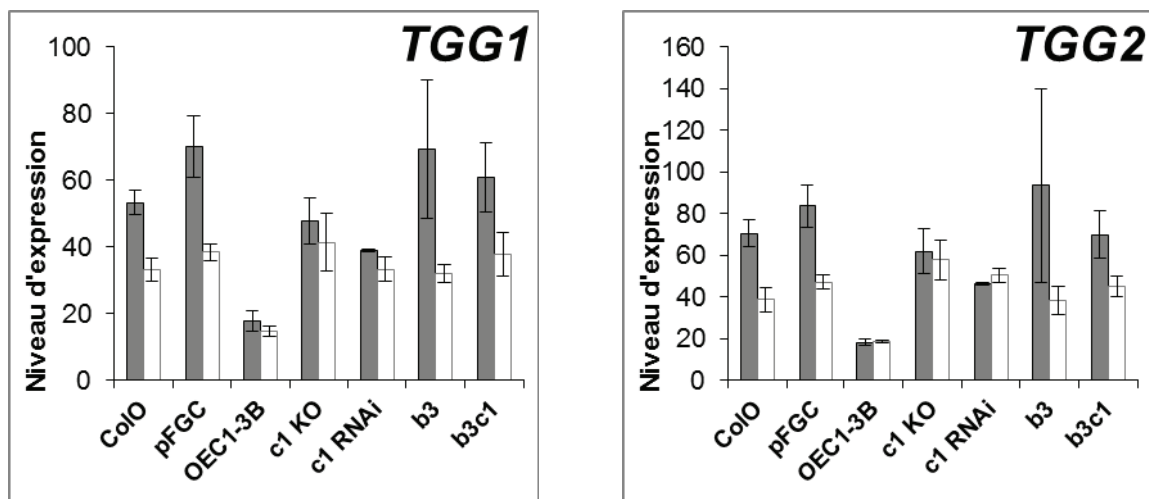 TGG1
Niveau d'expression
100
80
60
40
20
0
ColO
pFGC
OEC1-3B
c1 KO
c1 RNAi
b3
b3c1
TGG2
Niveau d'expression
160
140
120
100
80
60
40
20
0
ColO
pFGC
OEC1-3B
c1 KO
c1 RNAi
b3
b3c1